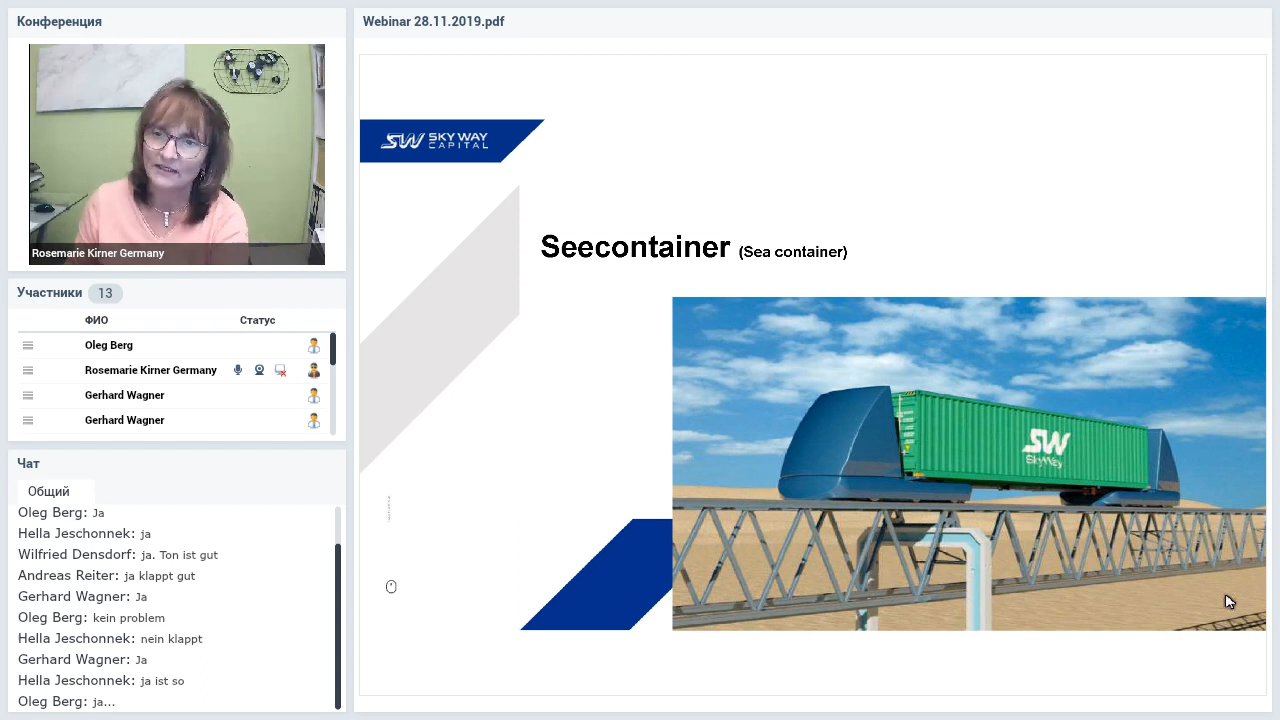 Конференция
Rosemarie Kirner Germany
Участники 13
ФИО Статус
Oleg Berg
Rosemarie Kirner Germany
Gerhard Wagner
Gerhard Wagner
Чат
Общий
Oleg Berg: Ja
Hella Jeschonnek: ja
Wilfried Densdorf: ja. Ton ist gut
Andreas Reiter: ja klappt gut
Gerhard Wagner: Ja
Oleg Berg: kein problem
Hella Jeschonnek: nein klappt
Gerhard Wagner: Ja
Hella Jeschonnek: ja ist so
Oleg Berg: ja...
Webinar 28.11.2019.pdf
SW SKY WAY
CAPITAL
Seecontainer (Sea container)
SW
SkyWay